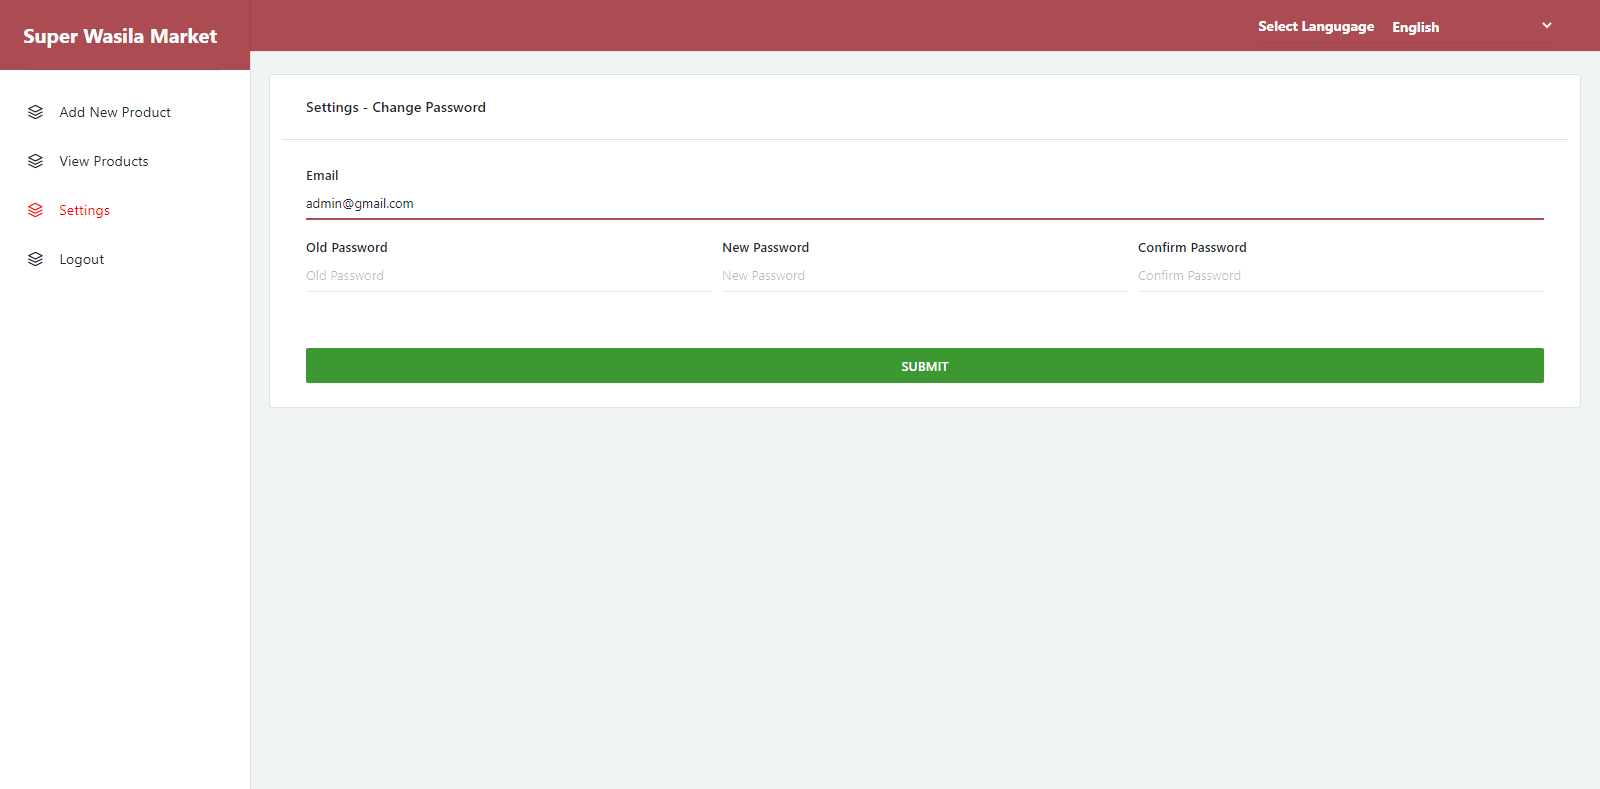 Super Wasila Market
Select Langugage English
Add New Product
View Products
Settings
Logout
Settings - Change Password
Email
admin@gmail.com
Old Password New Password Confirm Password
Old Password New Password Confirm Password
SUBMIT